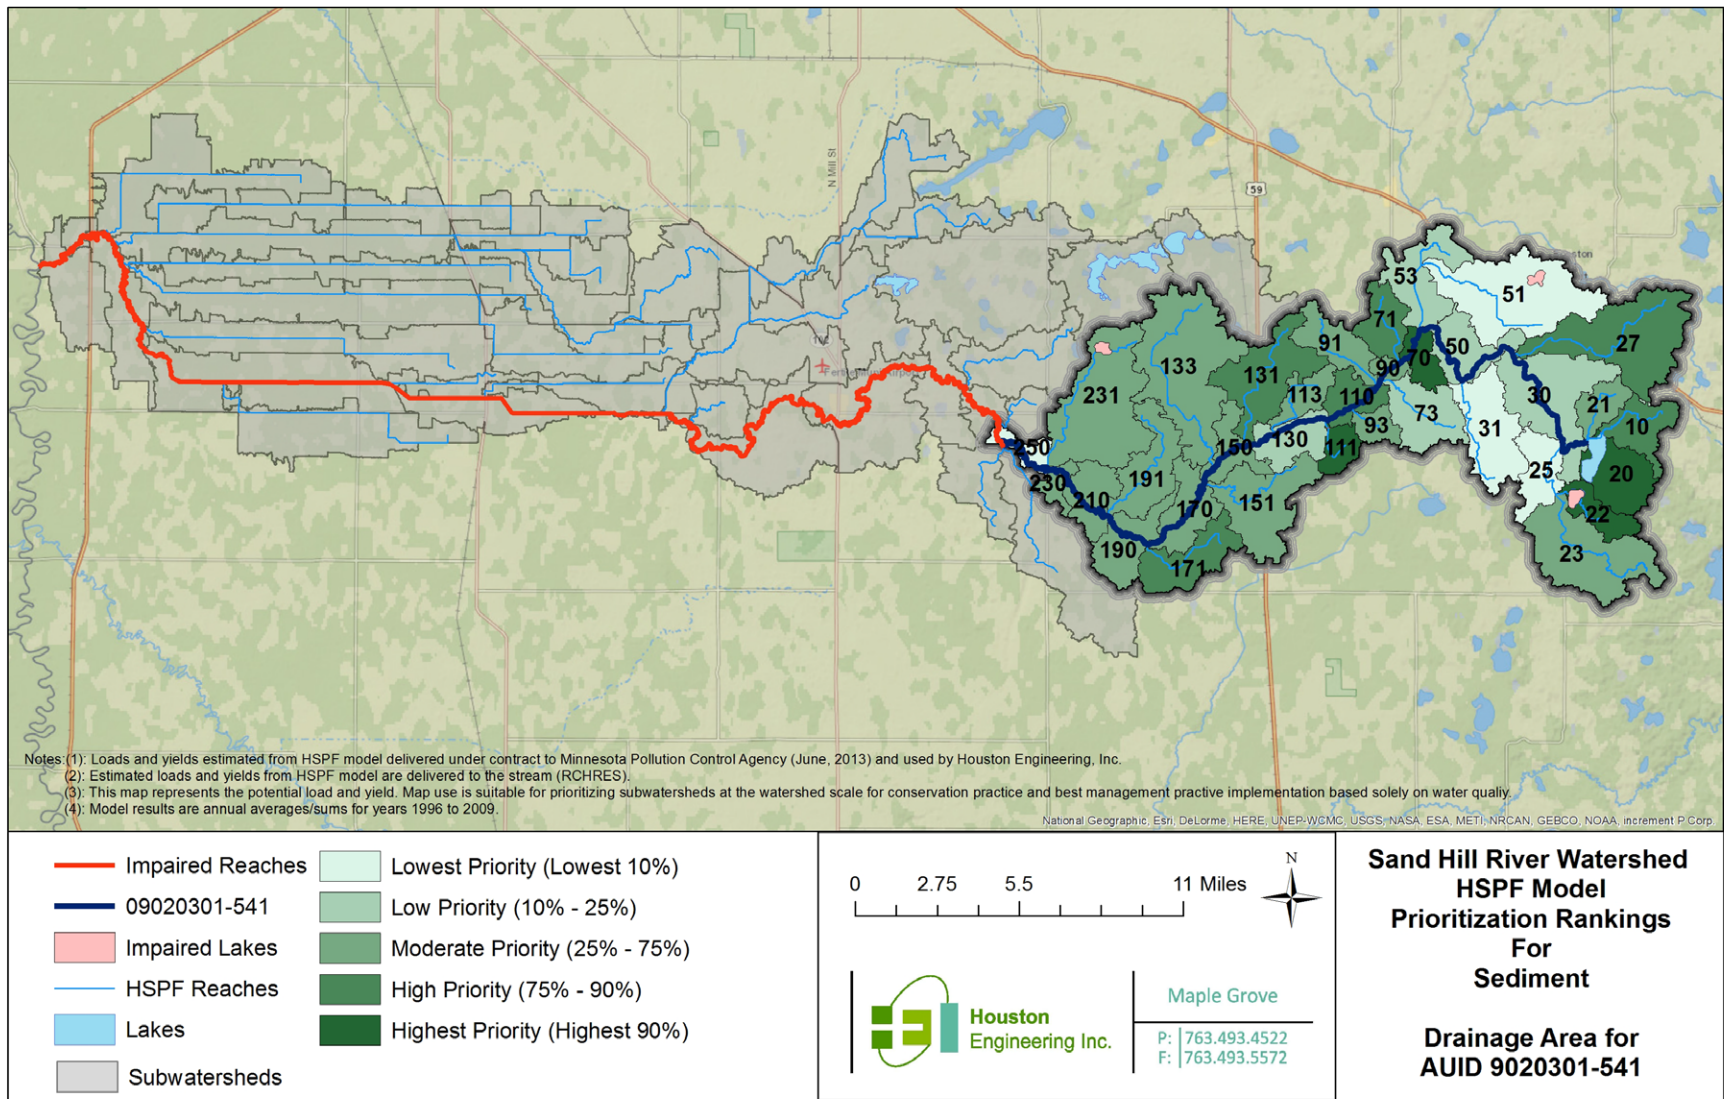 N Mill St
59
53
51
71
27
50
91
70
133
90
131
30
231
113
110
21
73
10
93
31
130
150
111
250
25
20
191
230
151
210
170
22
190
23
171
Notes:(1): Loads and yields estimated from HSPF model delivered under contract to Minnesota Pollution Control Agency (June, 2013) and used by Houston Engineering, Inc.
(2): Estimated loads and yields from HSPF model are delivered to the stream (RCHRES).
(3): This map represents the potential load and yield. Map use is suitable for prioritizing subwatersheds at the watershed scale for conservation practice and best management practive implementation based solely on water qualiy.
(4): Model results are annual averages/sums for years 1996 to 2009.
National Geographic, Esri, DeLorme, HERE, UNEP-WCMC, USGS, NASA, ESA, METI, NRCAN, GEBCO, NOAA, increment P Corp.
Impaired Reaches
09020301-541
Impaired Lakes
HSPF Reaches
Lakes
Subwatersheds
Lowest Priority (Lowest 10%)
Low Priority (10% - 25%)
Moderate Priority (25% - 75%)
High Priority (75% - 90%)
Highest Priority (Highest 90%)
0 2.75 5.5 11 Miles
N
Houston
Engineering Inc.
Maple Grove
P: 763.493.4522
F: 763.493.5572
Sand Hill River Watershed
HSPF Model
Prioritization Rankings
For
Sediment
Drainage Area for
AUID 9020301-541